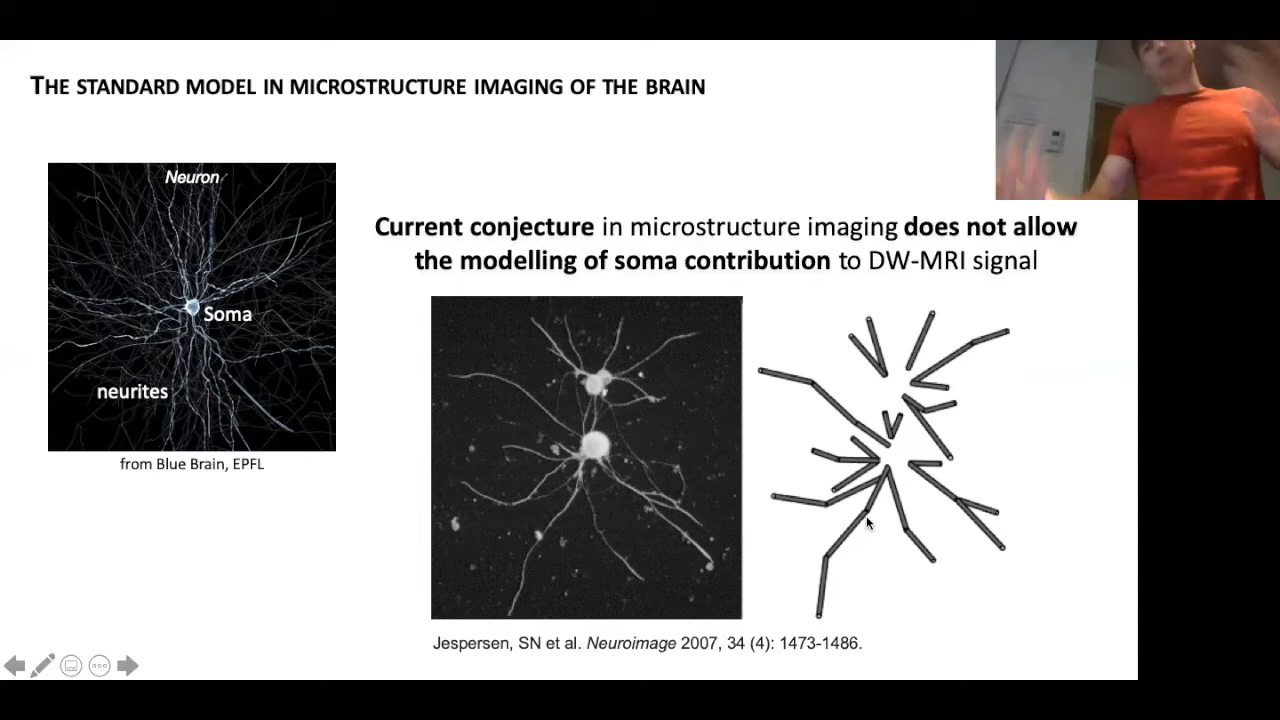 THE STANDARD MODEL IN MICROSTRUCTURE IMAGING OF THE BRAIN
Neuron
Soma
neurites
from Blue Brain, EPFL
Current conjecture in microstructure imaging does not allow
the modelling of soma contribution to DW-MRI signal
Jespersen, SN et al. Neuroimage 2007, 34 (4): 1473-1486.